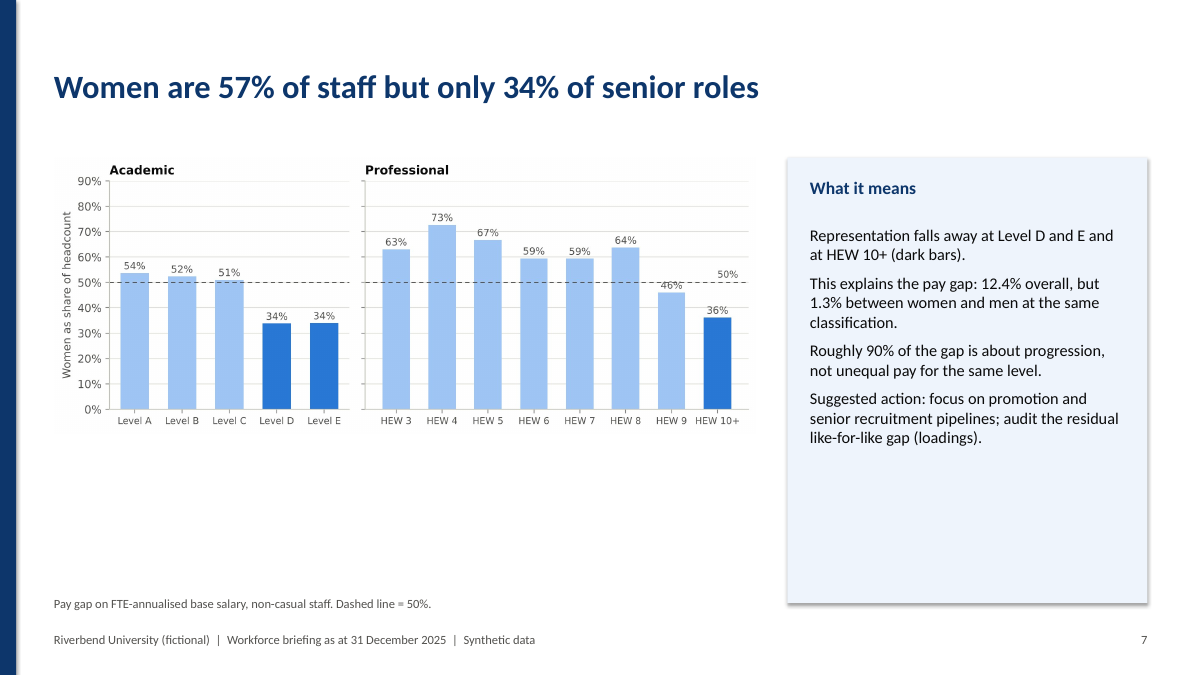 Women are 57% of staff but only 34% of senior roles
Academic
Professional
Women as share of headcount
90%
80%
70%
60%
50%
40%
30%
20%
10%
0%
54%
52%
51%
34%
34%
63%
73%
67%
59%
59%
64%
46%
36%
50%
Level A
Level B
Level C
Level D
Level E
HEW 3
HEW 4
HEW 5
HEW 6
HEW 7
HEW 8
HEW 9
HEW 10+
What it means
Representation falls away at Level D and E and
at HEW 10+ (dark bars).
This explains the pay gap: 12.4% overall, but
1.3% between women and men at the same
classification.
Roughly 90% of the gap is about progression,
not unequal pay for the same level.
Suggested action: focus on promotion and
senior recruitment pipelines; audit the residual
like-for-like gap (loadings).
Pay gap on FTE-annualised base salary, non-casual staff. Dashed line = 50%.
Riverbend University (fictional) | Workforce briefing as at 31 December 2025 | Synthetic data
7